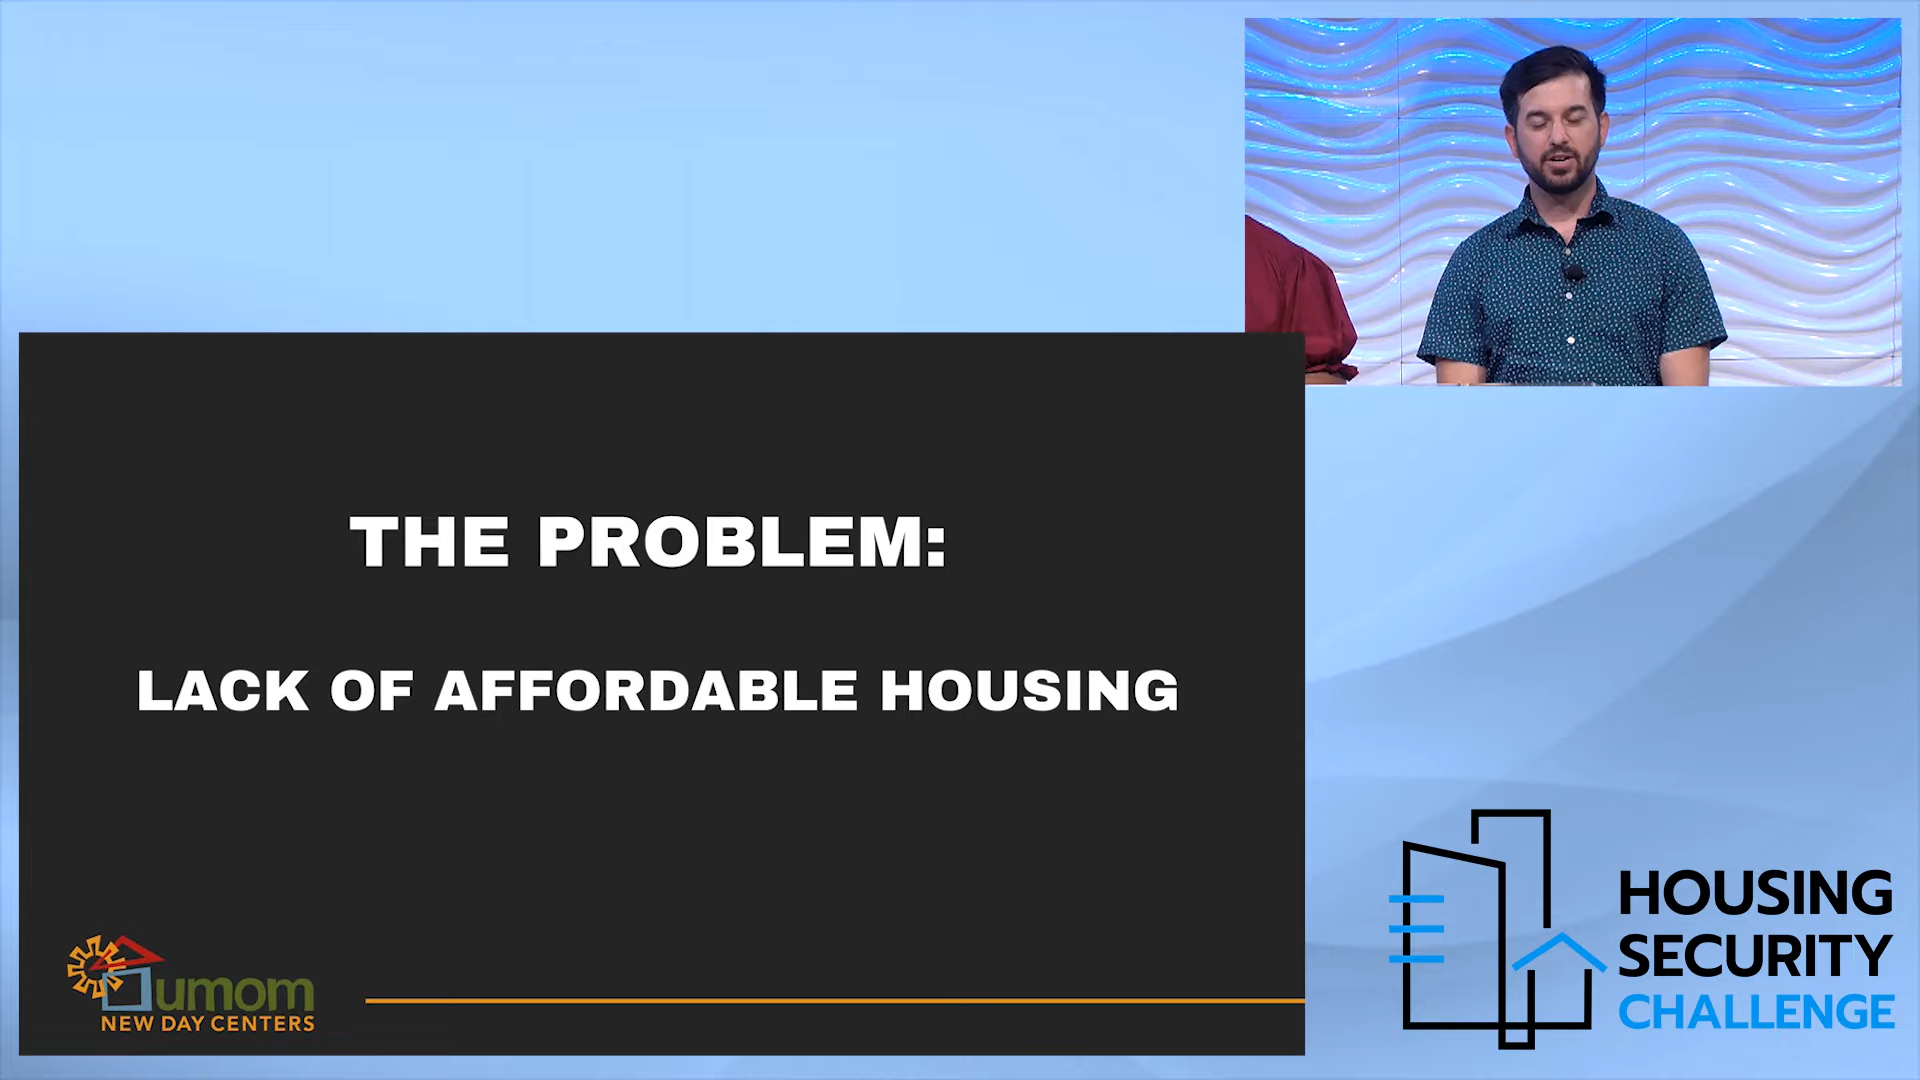 THE PROBLEM:
LACK OF AFFORDABLE HOUSING
umom
NEW DAY CENTERS
HOUSING
SECURITY
CHALLENGE